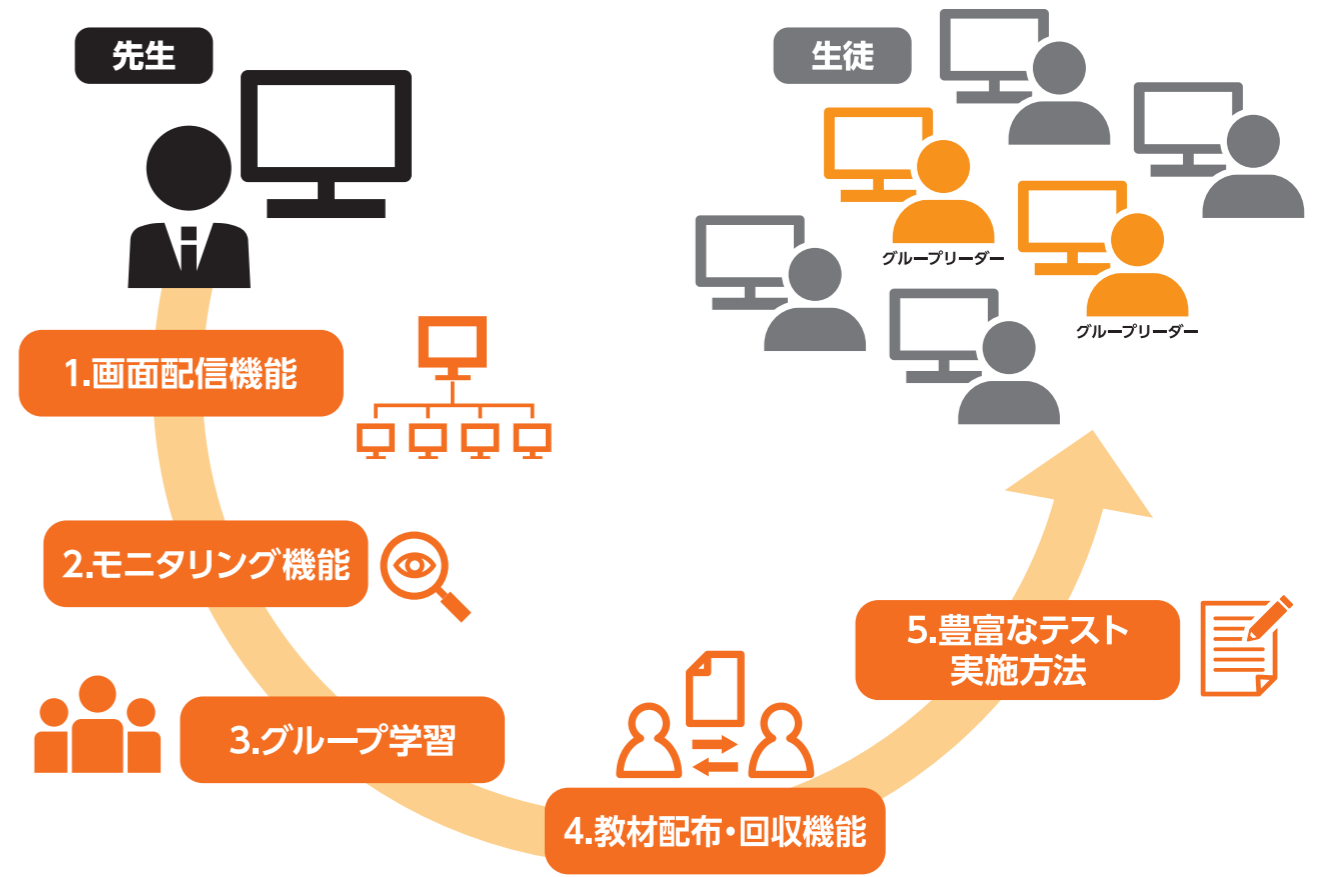 先生
生徒
グループリーダー
グループリーダー
1.画面配信機能
2.モニタリング機能
3.グループ学習
4.教材配布・回収機能
5.豊富なテスト
実施方法